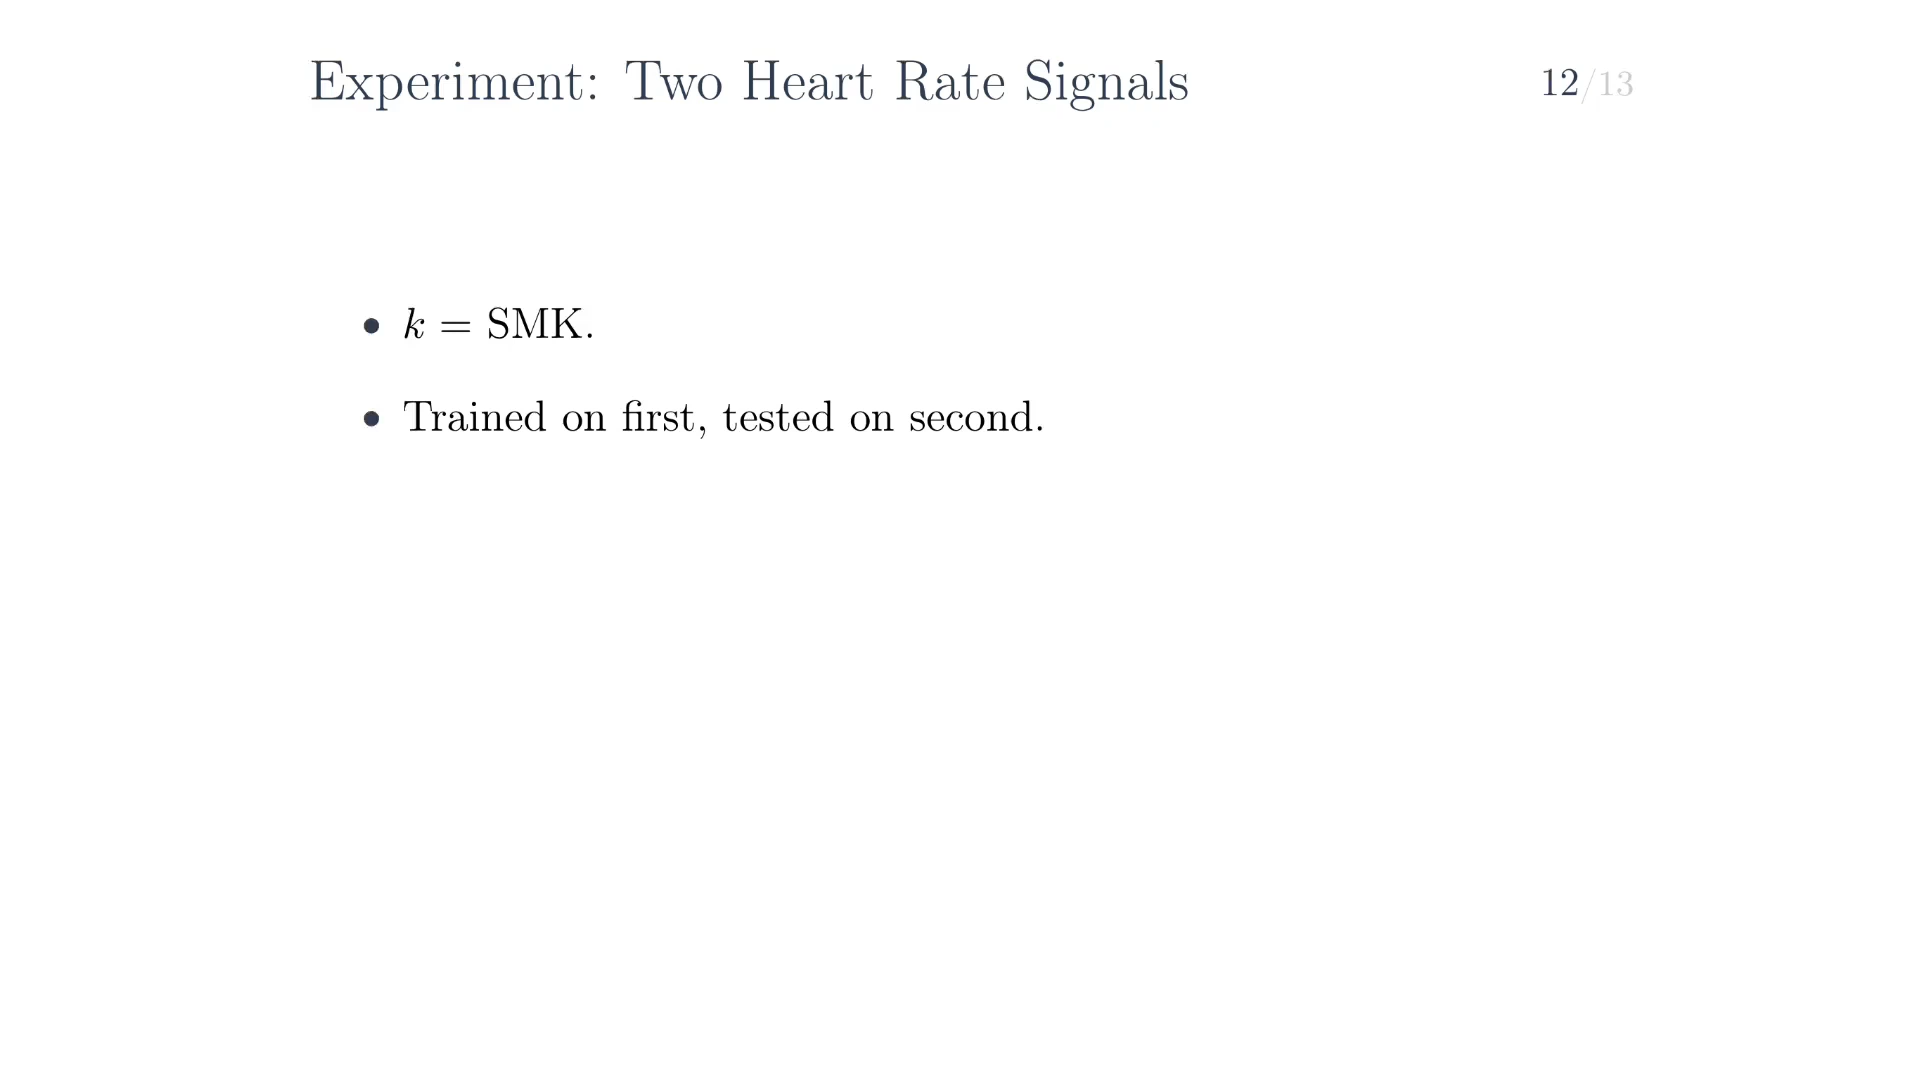 Experiment: Two Heart Rate Signals 12/13
• k = SMK.
• Trained on first, tested on second.